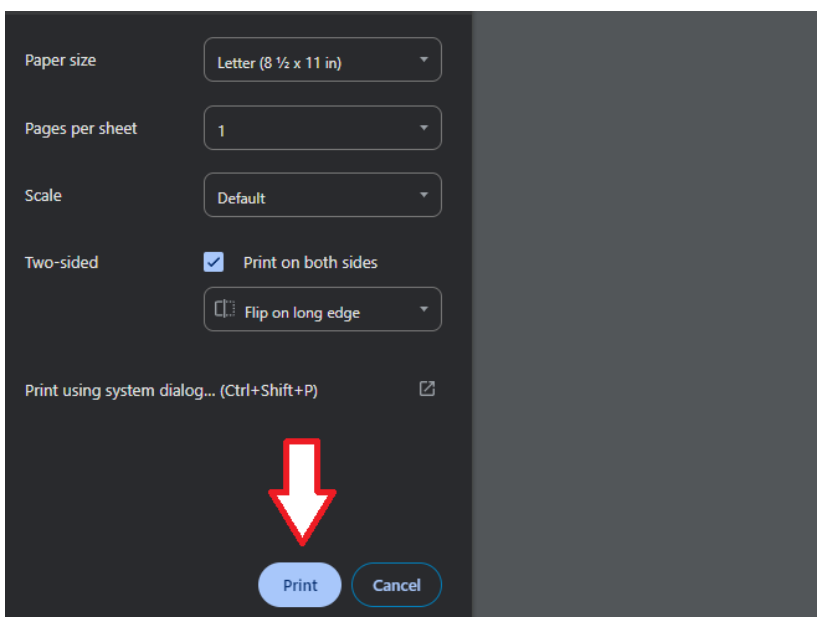 Paper size
Letter (8 ½ x 11 in)
Pages per sheet
1
Scale
Default
Two-sided
Print on both sides
Flip on long edge
Print using system dialog... (Ctrl+Shift+P)
Print
Cancel